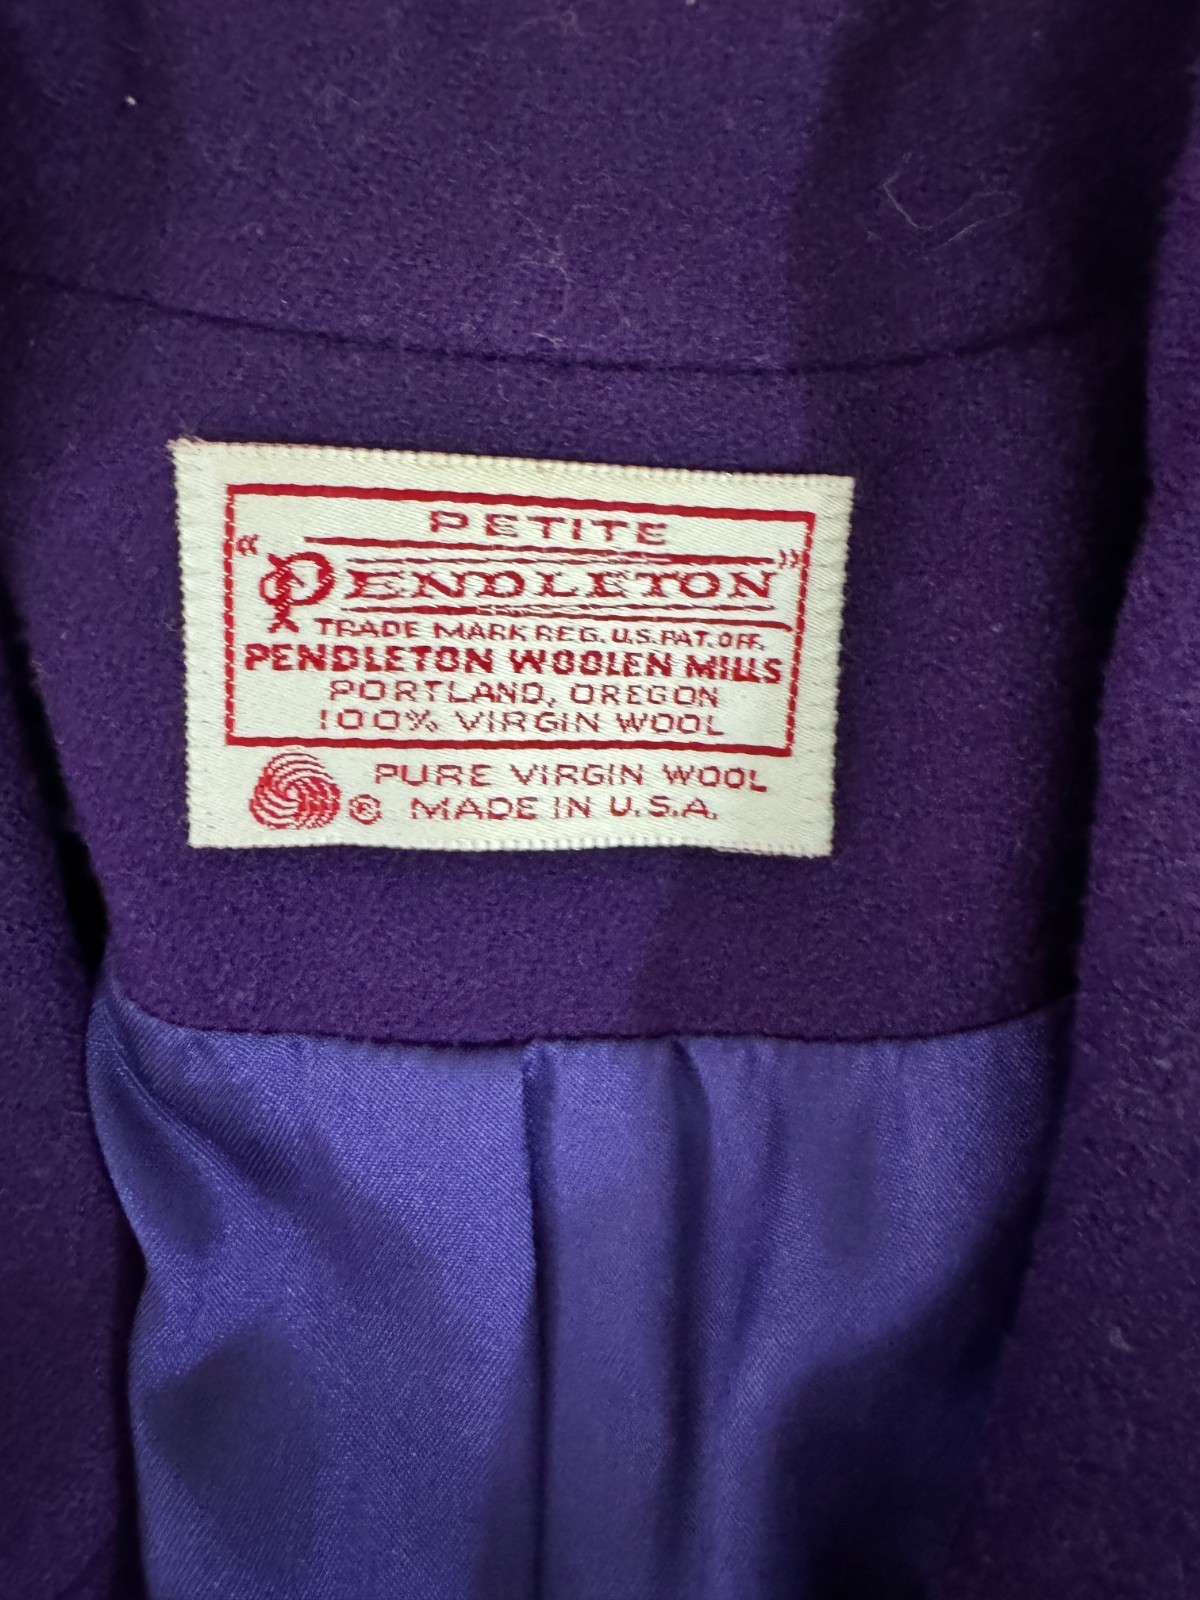 PETITE
"PENDLETON"
TRADE MARK REG. U.S. PAT. OFF.
PENDLETON WOOLEN MILLS
PORTLAND, OREGON
100% VIRGIN WOOL
PURE VIRGIN WOOL
® MADE IN U.S.A.